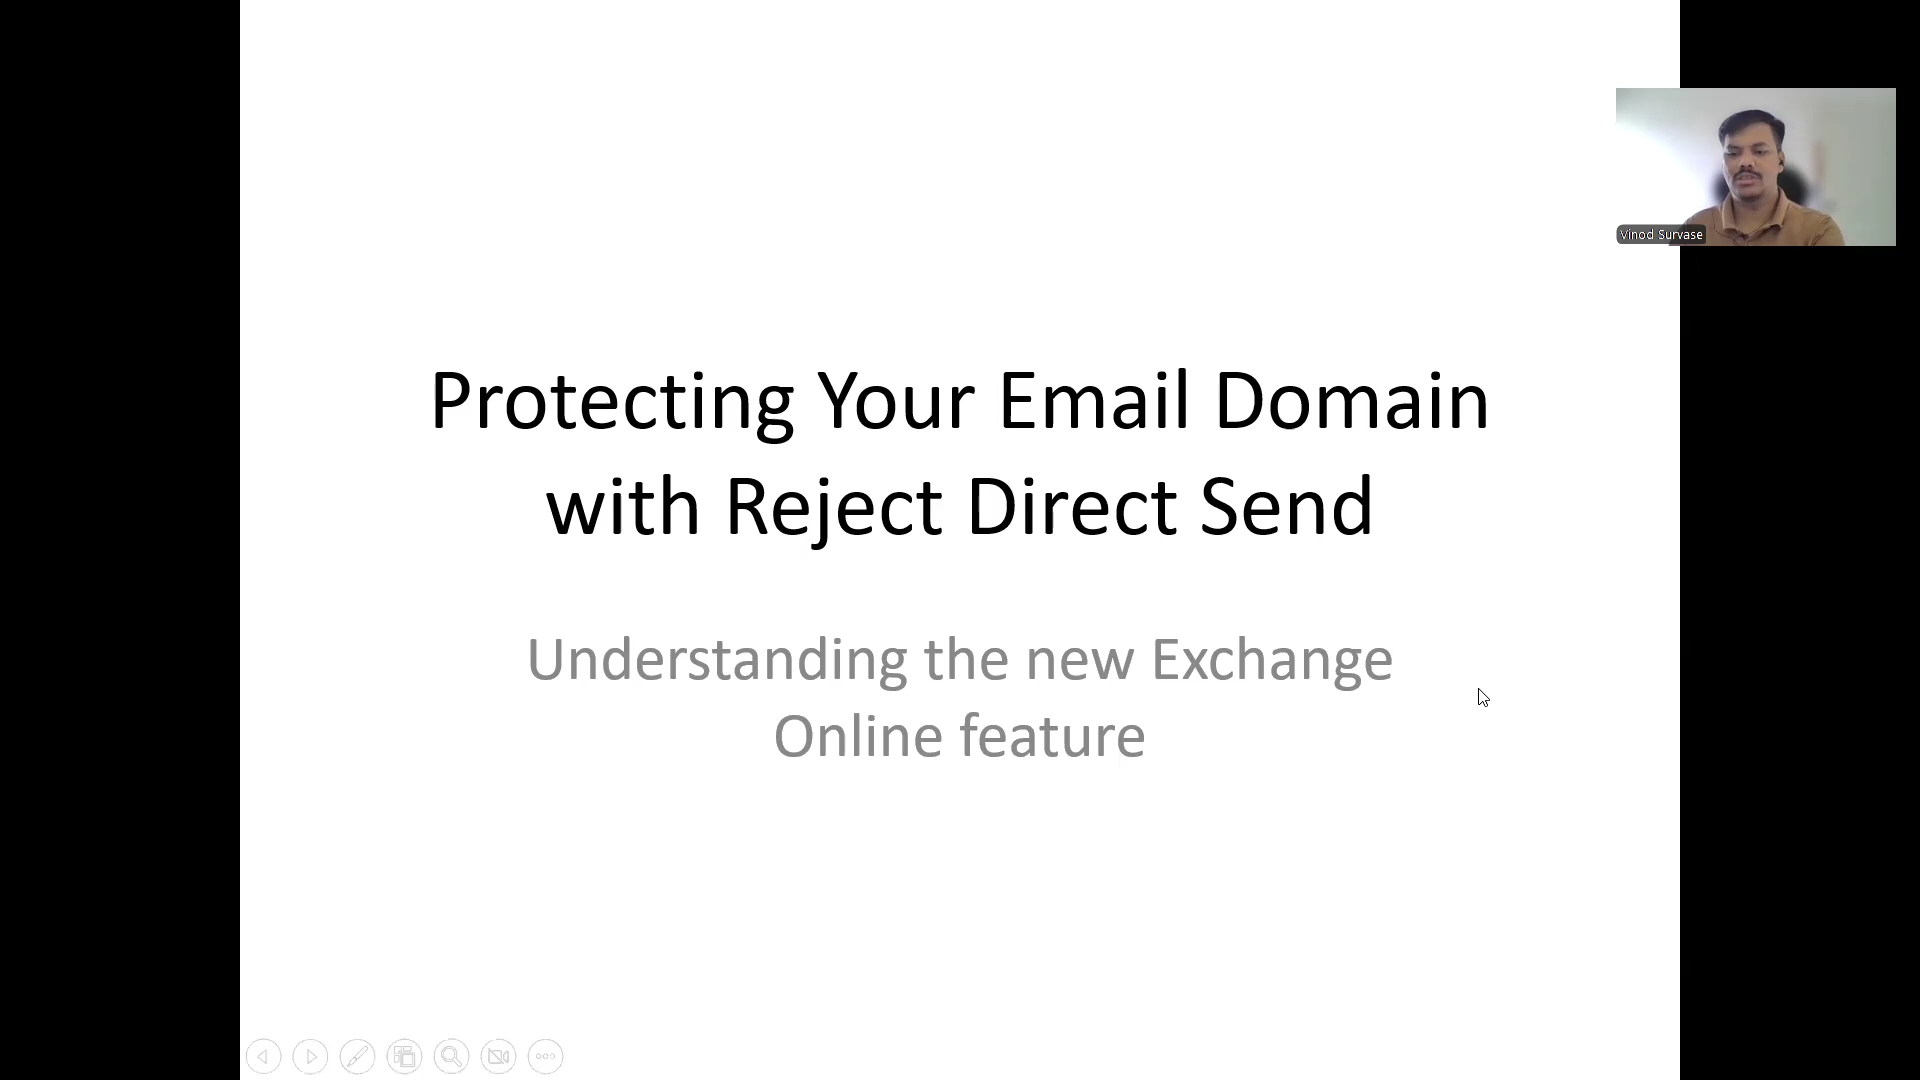 Protecting Your Email Domain
with Reject Direct Send
Understanding the new Exchange
Online feature
Vinod Survase